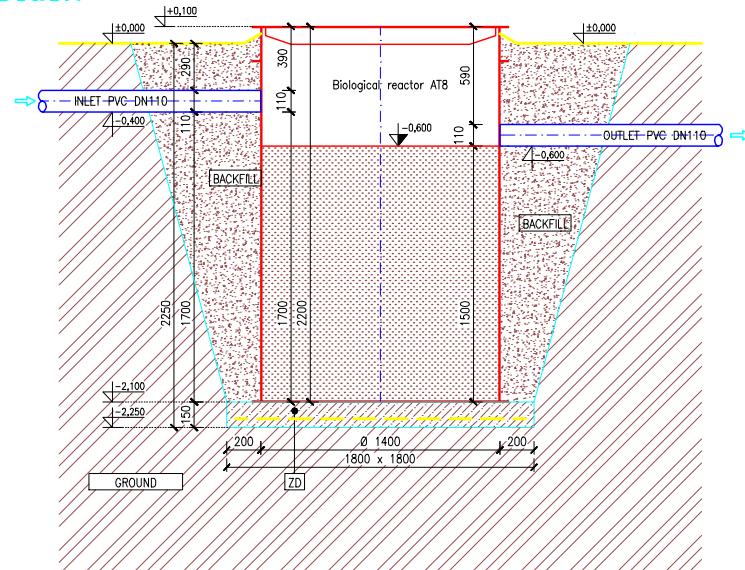 +0,100
±0,000
±0,000
290
390
590
Biological reactor AT8
INLET PVC DN110
110
-0,400
110
-0,600
110
OUTLET PVC DN110
-0,600
BACKFILL
BACKFILL
2250
1700
1700
2200
1500
-2,100
-2,250
150
200
Ø 1400
200
1800 x 1800
GROUND
ZD